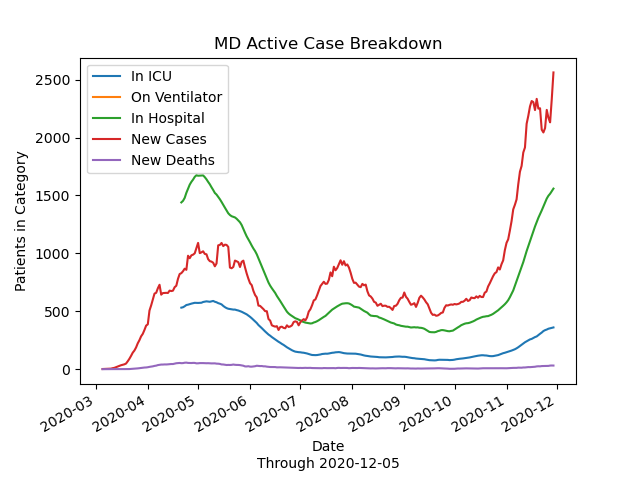 MD Active Case Breakdown
In ICU
On Ventilator
In Hospital
New Cases
New Deaths
Patients in Category
2500
2000
1500
1000
500
0
2020-03
2020-04
2020-05
2020-06
2020-07
2020-08
2020-09
2020-10
2020-11
2020-12
Date
Through 2020-12-05